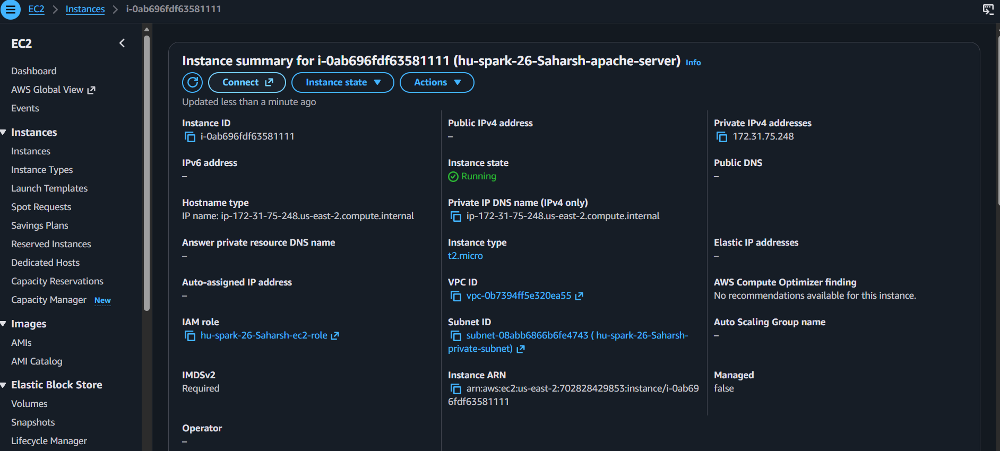 EC2 > Instances > i-0ab696fdf63581111
EC2
Dashboard
AWS Global View
Events
Instances
Instances
Instance Types
Launch Templates
Spot Requests
Savings Plans
Reserved Instances
Dedicated Hosts
Capacity Reservations
Capacity Manager New
Images
AMIs
AMI Catalog
Elastic Block Store
Volumes
Snapshots
Lifecycle Manager
Instance summary for i-0ab696fdf63581111 (hu-spark-26-Saharsh-apache-server) Info
Connect
Instance state
Actions
Updated less than a minute ago
Instance ID
i-0ab696fdf63581111
Public IPv4 address
–
Private IPv4 addresses
172.31.75.248
IPv6 address
–
Instance state
Running
Public DNS
–
Hostname type
IP name: ip-172-31-75-248.us-east-2.compute.internal
Private IP DNS name (IPv4 only)
ip-172-31-75-248.us-east-2.compute.internal
Answer private resource DNS name
–
Instance type
t2.micro
Elastic IP addresses
–
Auto-assigned IP address
–
VPC ID
vpc-0b7394ff5e320ea55
AWS Compute Optimizer finding
No recommendations available for this instance.
IAM role
hu-spark-26-Saharsh-ec2-role
Subnet ID
subnet-08abb6866b6fe4743 ( hu-spark-26-Saharsh-
private-subnet)
Auto Scaling Group name
–
IMDSv2
Required
Instance ARN
arn:aws:ec2:us-east-2:702828429853:instance/i-0ab69
6fdf63581111
Managed
false
Operator
–